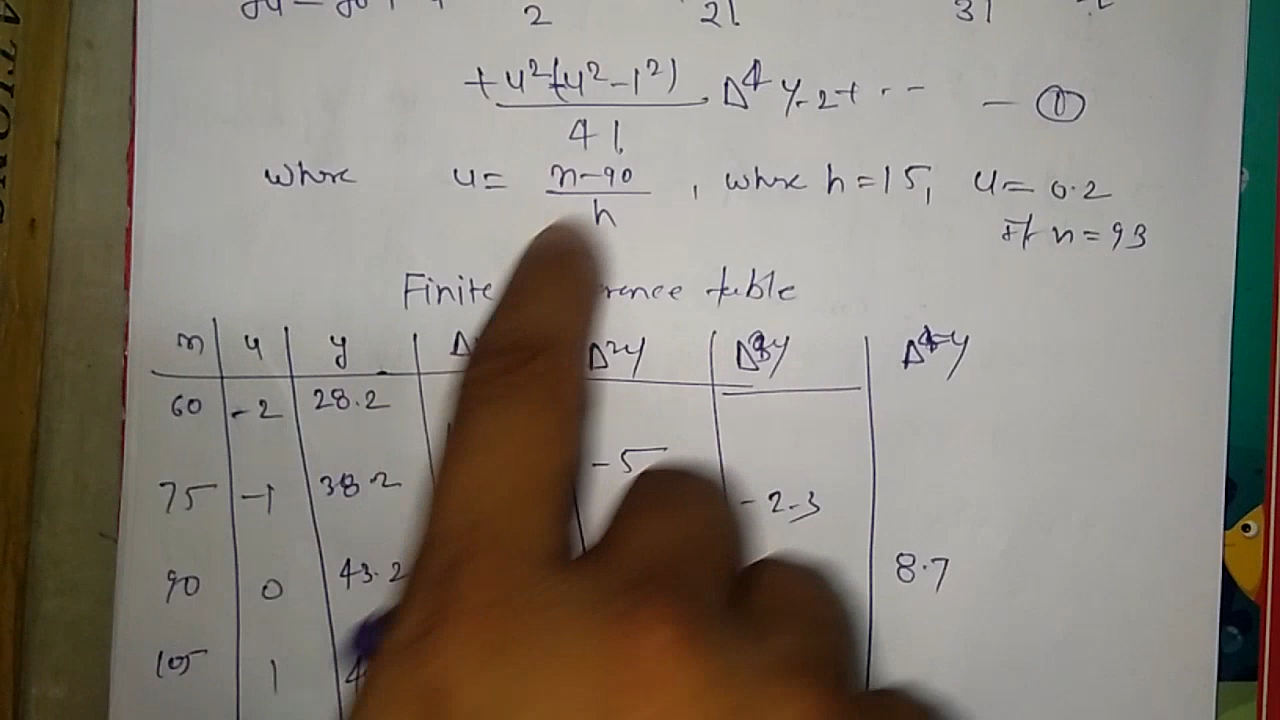 2 2! 3!
+ u²(u²-1²) Δ⁴ y-2 + ... - ①
4!
where u = x-90 , where h = 15, u = 0.2
h
If x = 93
Finite table
x u y Δ²y Δ³y Δ⁴y
60 -2 28.2
-5
75 -1 38.2 -2.3
90 0 43.2 8.7
105 1